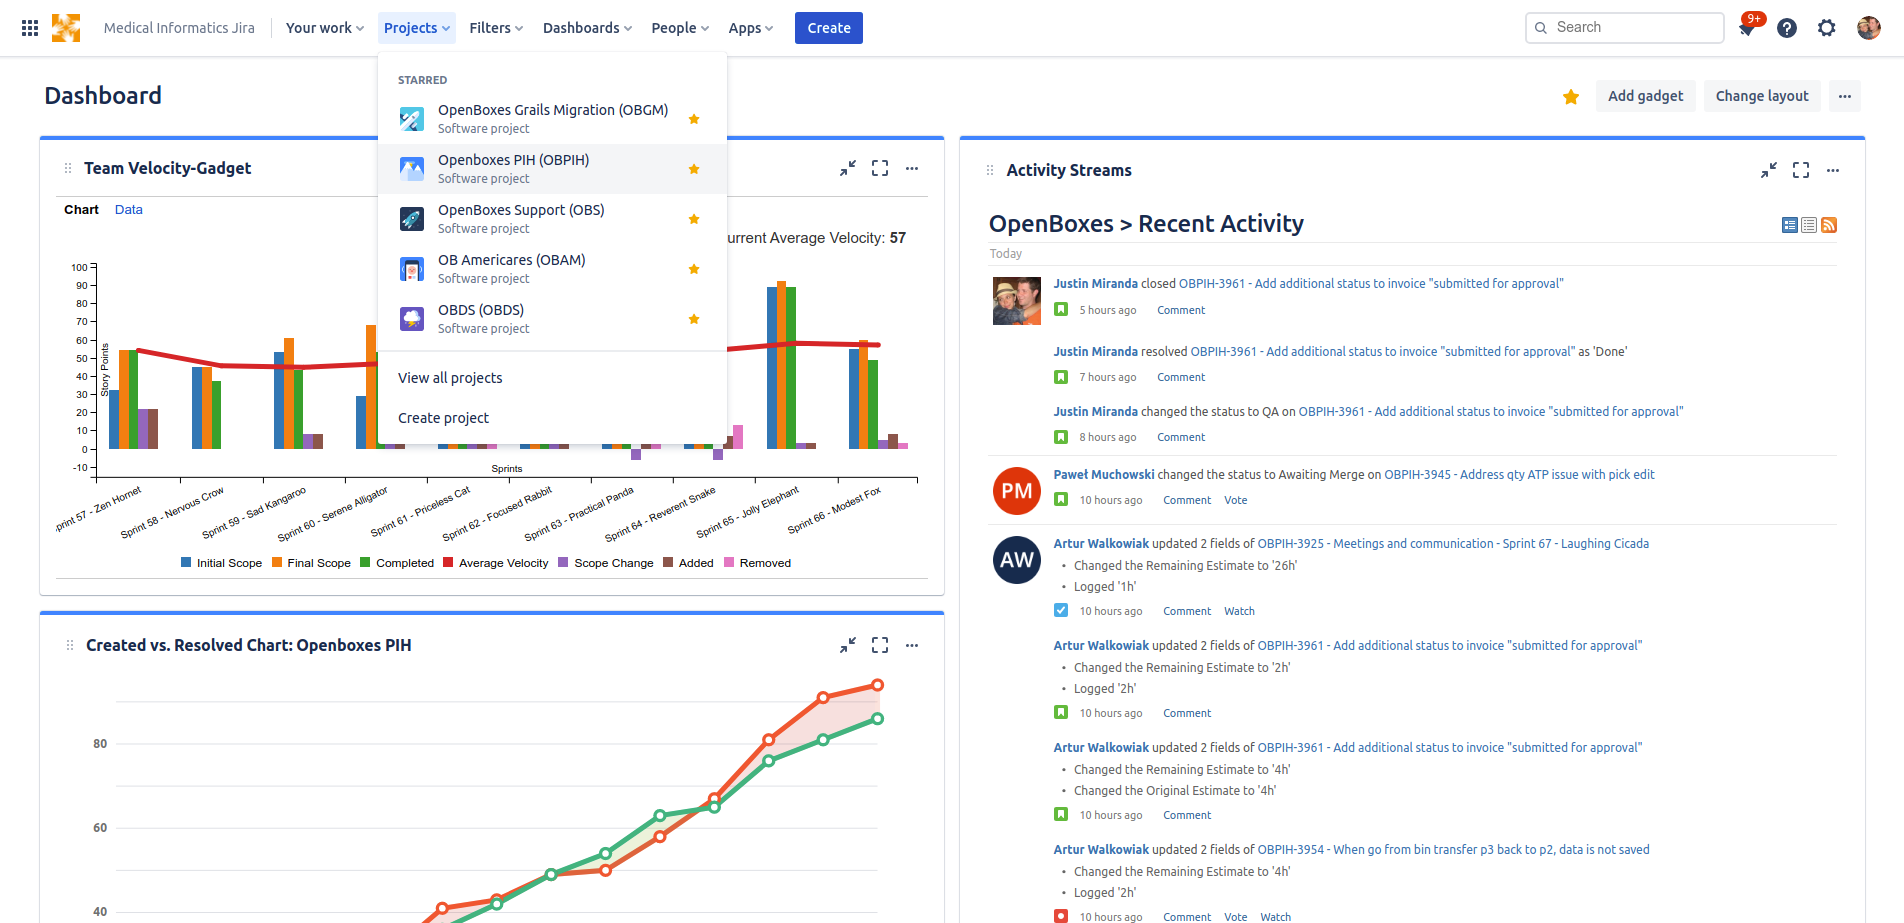 Medical Informatics Jira
Your work
Projects
Filters
Dashboards
People
Apps
Create
Search
9+
Dashboard
Add gadget
Change layout
STARRED
OpenBoxes Grails Migration (OBGM)
Software project
Openboxes PIH (OBPIH)
Software project
OpenBoxes Support (OBS)
Software project
OB Americares (OBAM)
Software project
OBDS (OBDS)
Software project
View all projects
Create project
Team Velocity-Gadget
Chart Data
urrent Average Velocity: 57
100
90
80
70
60
50
40
30
20
10
0
-10
Story Points
Sprints
print 57 - Zen Hornet
Sprint 58 - Nervous Crow
Sprint 59 - Sad Kangaroo
Sprint 60 - Serene Alligator
Sprint 61 - Priceless Cat
Sprint 62 - Focused Rabbit
Sprint 63 - Practical Panda
Sprint 64 - Reverent Snake
Sprint 65 - Jolly Elephant
Sprint 66 - Modest Fox
Initial Scope Final Scope Completed Average Velocity Scope Change Added Removed
Created vs. Resolved Chart: Openboxes PIH
80
60
40
Activity Streams
OpenBoxes > Recent Activity
Today
Justin Miranda closed OBPIH-3961 - Add additional status to invoice "submitted for approval"
5 hours ago Comment
Justin Miranda resolved OBPIH-3961 - Add additional status to invoice "submitted for approval" as 'Done'
7 hours ago Comment
Justin Miranda changed the status to QA on OBPIH-3961 - Add additional status to invoice "submitted for approval"
8 hours ago Comment
PM
Paweł Muchowski changed the status to Awaiting Merge on OBPIH-3945 - Address qty ATP issue with pick edit
10 hours ago Comment Vote
AW
Artur Walkowiak updated 2 fields of OBPIH-3925 - Meetings and communication - Sprint 67 - Laughing Cicada
• Changed the Remaining Estimate to '26h'
• Logged '1h'
10 hours ago Comment Watch
Artur Walkowiak updated 2 fields of OBPIH-3961 - Add additional status to invoice "submitted for approval"
• Changed the Remaining Estimate to '2h'
• Logged '2h'
10 hours ago Comment
Artur Walkowiak updated 2 fields of OBPIH-3961 - Add additional status to invoice "submitted for approval"
• Changed the Remaining Estimate to '4h'
• Changed the Original Estimate to '4h'
10 hours ago Comment
Artur Walkowiak updated 2 fields of OBPIH-3954 - When go from bin transfer p3 back to p2, data is not saved
• Changed the Remaining Estimate to '4h'
• Logged '2h'
10 hours ago Comment Vote Watch